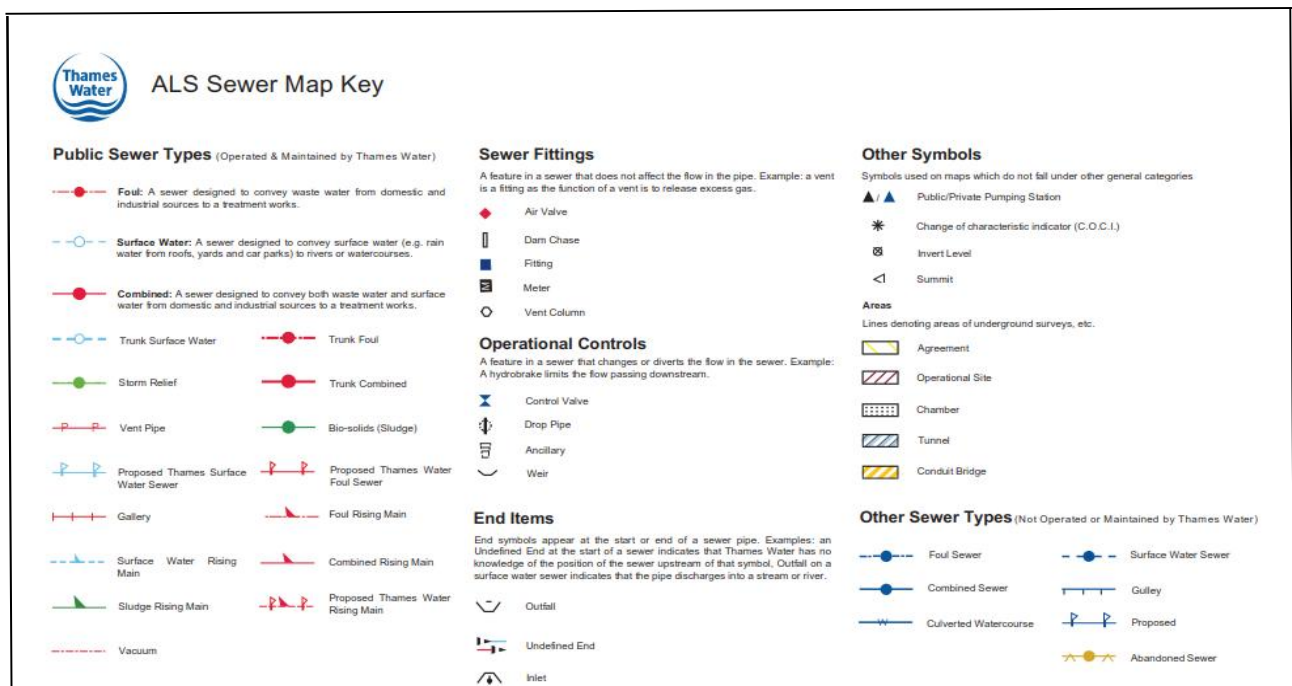 Thames
Water
ALS Sewer Map Key
Public Sewer Types (Operated & Maintained by Thames Water)
Foul: A sewer designed to convey waste water from domestic and
industrial sources to a treatment works.
Surface Water: A sewer designed to convey surface water (e.g. rain
water from roofs, yards and car parks) to rivers or watercourses.
Combined: A sewer designed to convey both waste water and surface
water from domestic and industrial sources to a treatment works.
Trunk Surface Water
Trunk Foul
Storm Relief
Trunk Combined
P P
Vent Pipe
Bio-solids (Sludge)
Proposed Thames Surface
Water Sewer
Proposed Thames Water
Foul Sewer
Gallery
Foul Rising Main
Surface Water Rising
Main
Combined Rising Main
Sludge Rising Main
Proposed Thames Water
Rising Main
Vacuum
Sewer Fittings
A feature in a sewer that does not affect the flow in the pipe. Example: a vent
is a fitting as the function of a vent is to release excess gas.
Air Valve
Dam Chase
Fitting
M
Meter
Vent Column
Operational Controls
A feature in a sewer that changes or diverts the flow in the sewer. Example:
A hydrobrake limits the flow passing downstream.
Control Valve
Drop Pipe
Ancillary
Weir
End Items
End symbols appear at the start or end of a sewer pipe. Examples: an
Undefined End at the start of a sewer indicates that Thames Water has no
knowledge of the position of the sewer upstream of that symbol, Outfall on a
surface water sewer indicates that the pipe discharges into a stream or river.
Outfall
Undefined End
Inlet
Other Symbols
Symbols used on maps which do not fall under other general categories
/
Public/Private Pumping Station
Change of characteristic indicator (C.O.C.I.)
Invert Level
Summit
Areas
Lines denoting areas of underground surveys, etc.
Agreement
Operational Site
Chamber
Tunnel
Conduit Bridge
Other Sewer Types (Not Operated or Maintained by Thames Water)
Foul Sewer
Surface Water Sewer
Combined Sewer
Gulley
W
Culverted Watercourse
Proposed
Abandoned Sewer